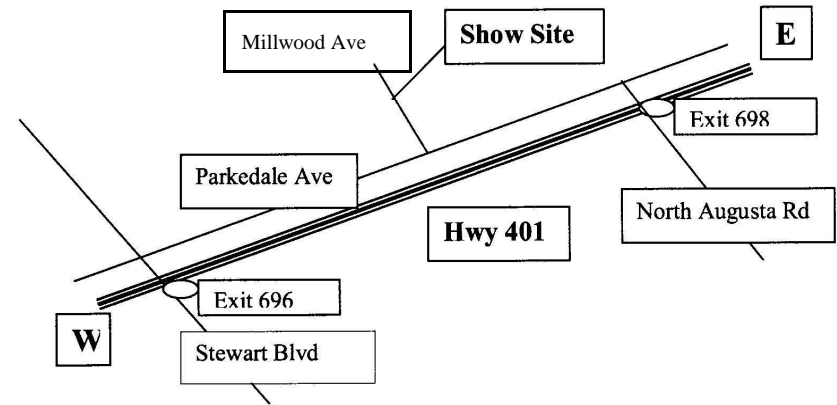 Millwood Ave
Show Site
E
Exit 698
Parkedale Ave
North Augusta Rd
Hwy 401
Exit 696
W
Stewart Blvd